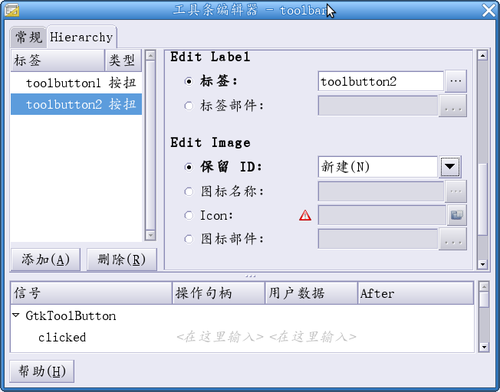 工具条编辑器 - toolbar
常规 Hierarchy
标签 类型
toolbutton1 按扭
toolbutton2 按扭
添加(A) 删除(R)
Edit Label
标签: toolbutton2 ...
标签部件: ...
Edit Image
保留 ID: 新建(N)
图标名称: ...
Icon:
图标部件: ...
信号 操作句柄 用户数据 After
GtkToolButton
clicked <在这里输入> <在这里输入>
帮助(H)